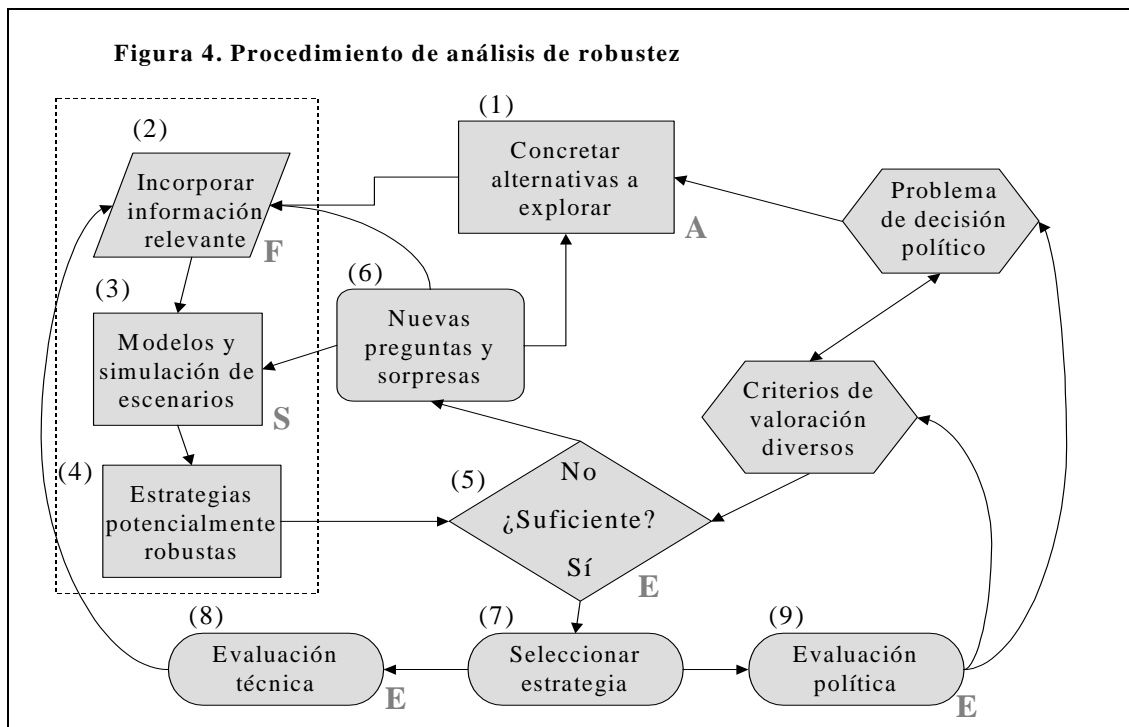 Figura 4. Procedimiento de análisis de robustez
(1)
Concretar
alternativas a
explorar
A
(2)
Incorporar
información
relevante
F
Problema
de decisión
político
(6)
Nuevas
preguntas y
sorpresas
(3)
Modelos y
simulación de
escenarios
S
Criterios de
valoración
diversos
(4)
Estrategias
potencialmente
robustas
(5)
No
¿Suficiente?
Sí
E
(8)
Evaluación
técnica
E
(7)
Seleccionar
estrategia
(9)
Evaluación
política
E